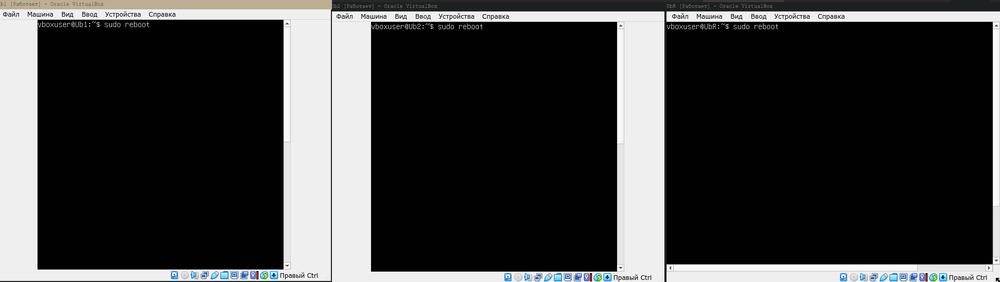 b1 [Работает] - Oracle VirtualBox
Файл Машина Вид Ввод Устройства Справка
vboxuser@Ub1:~$ sudo reboot
Правый Ctrl
Ub2 [Работает] - Oracle VirtualBox
Файл Машина Вид Ввод Устройства Справка
vboxuser@Ub2:~$ sudo reboot
Правый Ctrl
UbR [Работает] - Oracle VirtualBox
Файл Машина Вид Ввод Устройства Справка
vboxuser@UbR:~$ sudo reboot
Правый Ctrl